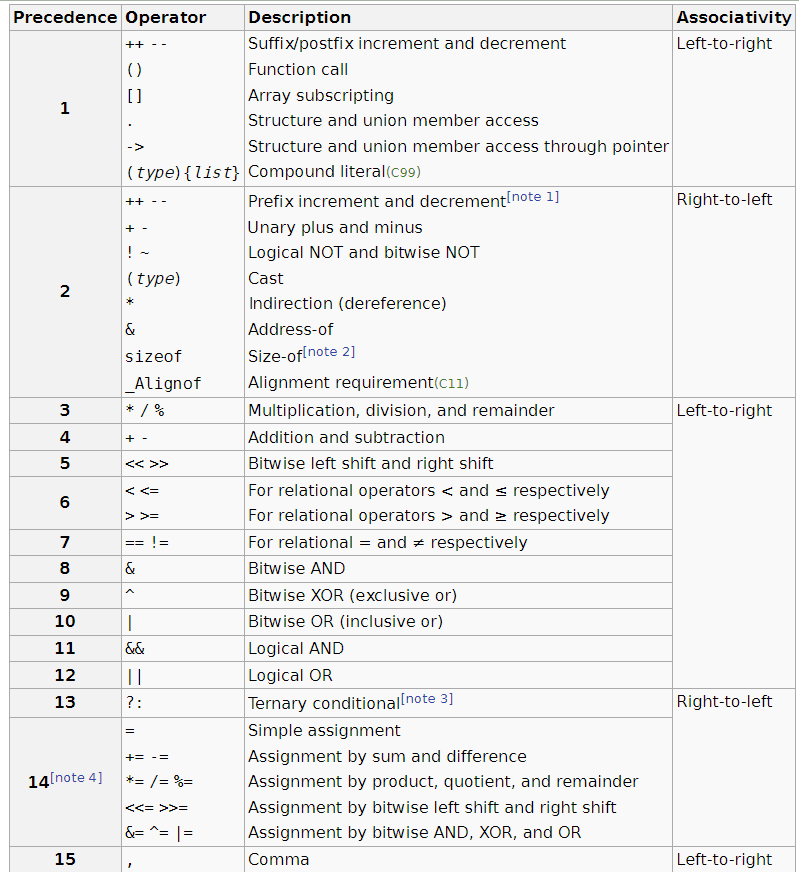 Precedence Operator Description Associativity
1 ++ -- Suffix/postfix increment and decrement Left-to-right
() Function call
[] Array subscripting
. Structure and union member access
-> Structure and union member access through pointer
(type){list} Compound literal(C99)
2 ++ -- Prefix increment and decrement[note 1] Right-to-left
+ - Unary plus and minus
! ~ Logical NOT and bitwise NOT
(type) Cast
* Indirection (dereference)
& Address-of
sizeof Size-of[note 2]
_Alignof Alignment requirement(C11)
3 * / % Multiplication, division, and remainder Left-to-right
4 + - Addition and subtraction
5 << >> Bitwise left shift and right shift
6 < <= For relational operators < and ≤ respectively
> >= For relational operators > and ≥ respectively
7 == != For relational = and ≠ respectively
8 & Bitwise AND
9 ^ Bitwise XOR (exclusive or)
10 | Bitwise OR (inclusive or)
11 && Logical AND
12 || Logical OR
13 ?: Ternary conditional[note 3] Right-to-left
14[note 4] = Simple assignment
+= -= Assignment by sum and difference
*= /= %= Assignment by product, quotient, and remainder
<<= >>= Assignment by bitwise left shift and right shift
&= ^= |= Assignment by bitwise AND, XOR, and OR
15 , Comma Left-to-right